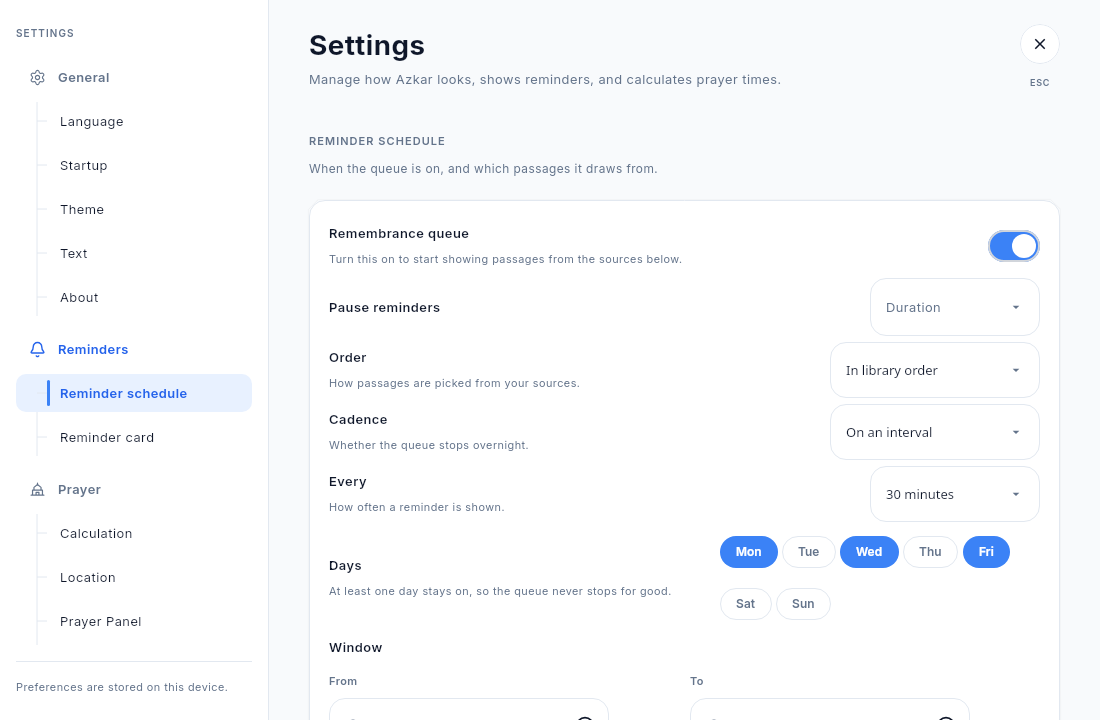 SETTINGS
General
Language
Startup
Theme
Text
About
Reminders
Reminder schedule
Reminder card
Prayer
Calculation
Location
Prayer Panel
Preferences are stored on this device.
Settings
Manage how Azkar looks, shows reminders, and calculates prayer times.
ESC
REMINDER SCHEDULE
When the queue is on, and which passages it draws from.
Remembrance queue
Turn this on to start showing passages from the sources below.
Pause reminders
Duration
Order
How passages are picked from your sources.
In library order
Cadence
Whether the queue stops overnight.
On an interval
Every
How often a reminder is shown.
30 minutes
Days
At least one day stays on, so the queue never stops for good.
Mon Tue Wed Thu Fri
Sat Sun
Window
From To